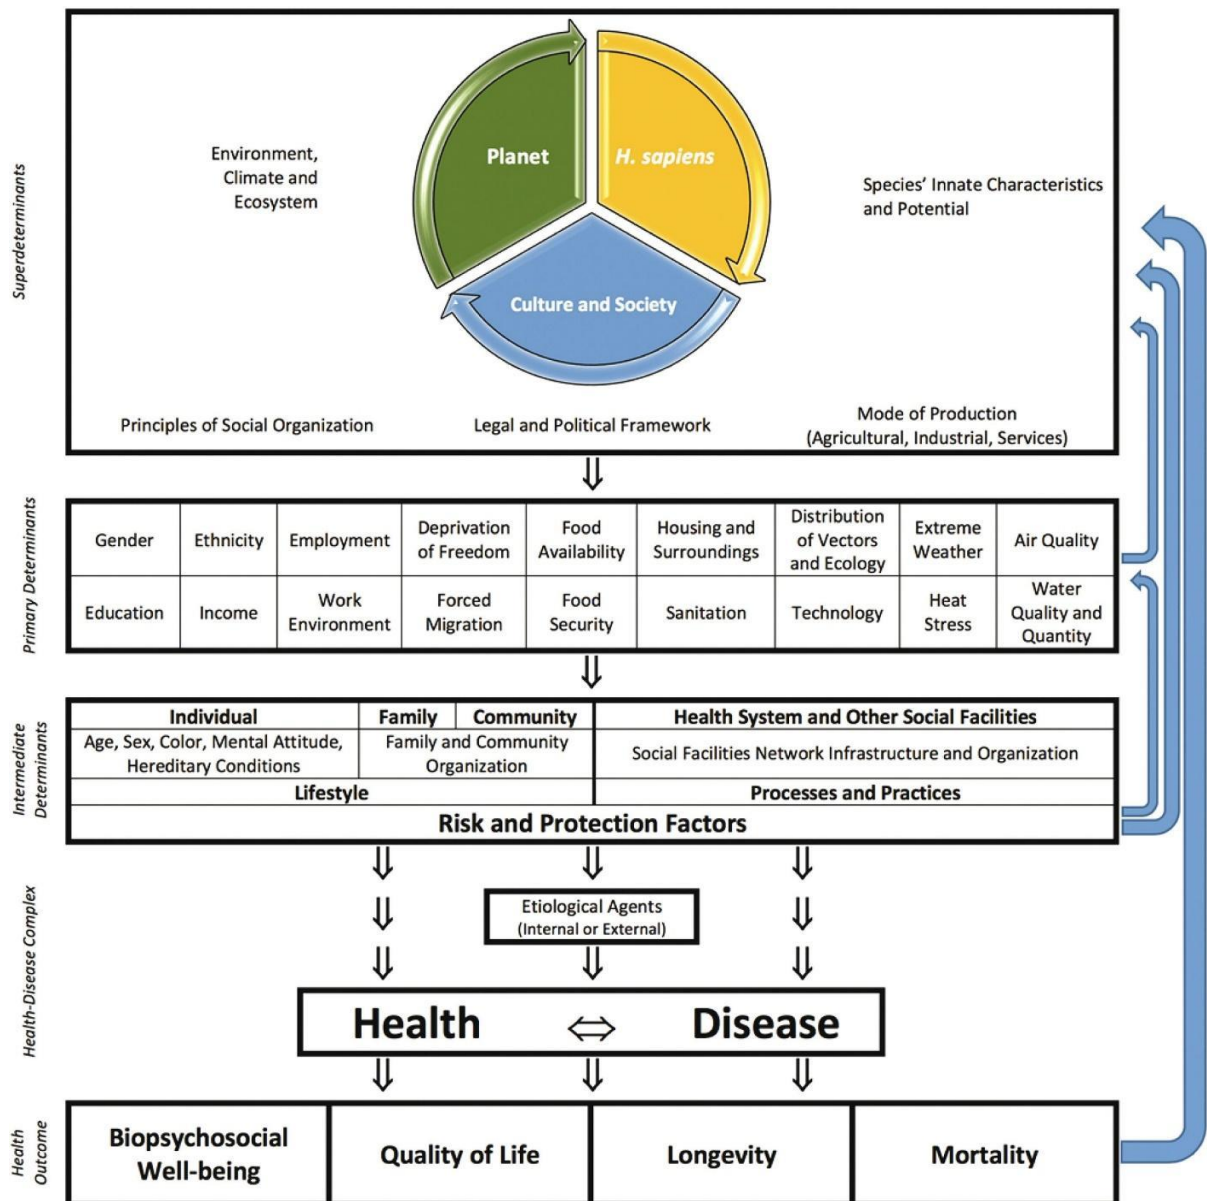 Superdeterminants
Planet
H. sapiens
Culture and Society
Environment,
Climate and
Ecosystem
Species’ Innate Characteristics
and Potential
Principles of Social Organization
Legal and Political Framework
Mode of Production
(Agricultural, Industrial, Services)
Primary Determinants
Gender
Ethnicity
Employment
Deprivation
of Freedom
Food
Availability
Housing and
Surroundings
Distribution
of Vectors
and Ecology
Extreme
Weather
Air Quality
Education
Income
Work
Environment
Forced
Migration
Food
Security
Sanitation
Technology
Heat
Stress
Water
Quality and
Quantity
Intermediate
Determinants
Individual
Family
Community
Health System and Other Social Facilities
Age, Sex, Color, Mental Attitude,
Hereditary Conditions
Family and Community
Organization
Social Facilities Network Infrastructure and Organization
Lifestyle
Processes and Practices
Risk and Protection Factors
Health-Disease Complex
Etiological Agents
(Internal or External)
Health
Disease
Health
Outcome
Biopsychosocial
Well-being
Quality of Life
Longevity
Mortality